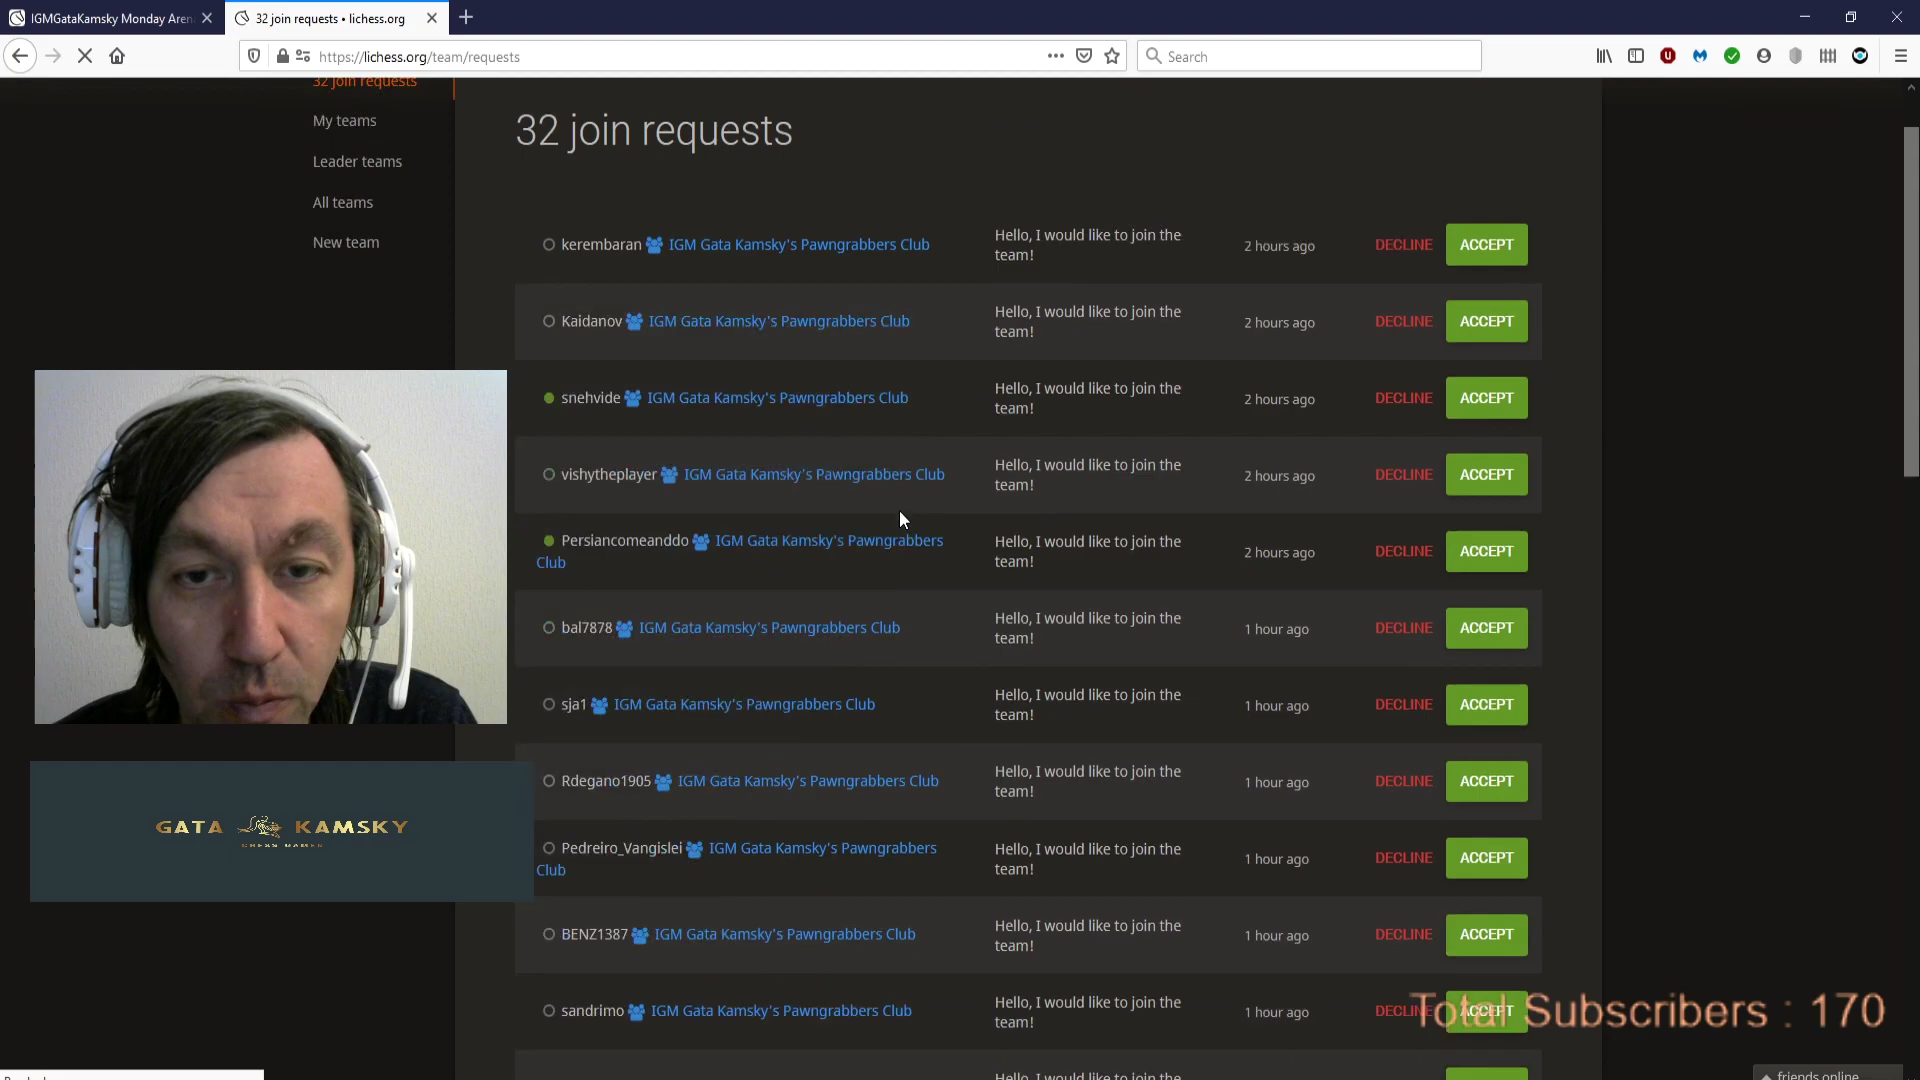 IGMGataKamsky Monday Aren
32 join requests • lichess.org
https://lichess.org/team/requests
Search
32 join requests
My teams
Leader teams
All teams
New team
32 join requests
kerembaran IGM Gata Kamsky's Pawngrabbers Club Hello, I would like to join the team! 2 hours ago DECLINE ACCEPT
Kaidanov IGM Gata Kamsky's Pawngrabbers Club Hello, I would like to join the team! 2 hours ago DECLINE ACCEPT
snehvide IGM Gata Kamsky's Pawngrabbers Club Hello, I would like to join the team! 2 hours ago DECLINE ACCEPT
vishytheplayer IGM Gata Kamsky's Pawngrabbers Club Hello, I would like to join the team! 2 hours ago DECLINE ACCEPT
Persiancomeanddo IGM Gata Kamsky's Pawngrabbers Club Hello, I would like to join the team! 2 hours ago DECLINE ACCEPT
bal7878 IGM Gata Kamsky's Pawngrabbers Club Hello, I would like to join the team! 1 hour ago DECLINE ACCEPT
sja1 IGM Gata Kamsky's Pawngrabbers Club Hello, I would like to join the team! 1 hour ago DECLINE ACCEPT
Rdegano1905 IGM Gata Kamsky's Pawngrabbers Club Hello, I would like to join the team! 1 hour ago DECLINE ACCEPT
Pedreiro_Vangislei IGM Gata Kamsky's Pawngrabbers Club Hello, I would like to join the team! 1 hour ago DECLINE ACCEPT
BENZ1387 IGM Gata Kamsky's Pawngrabbers Club Hello, I would like to join the team! 1 hour ago DECLINE ACCEPT
sandrimo IGM Gata Kamsky's Pawngrabbers Club Hello, I would like to join the team! 1 hour ago DECLINE ACCEPT
Hello, I would like to join the
GATA KAMSKY
CHESS GAMES
Total Subscribers : 170
friends online